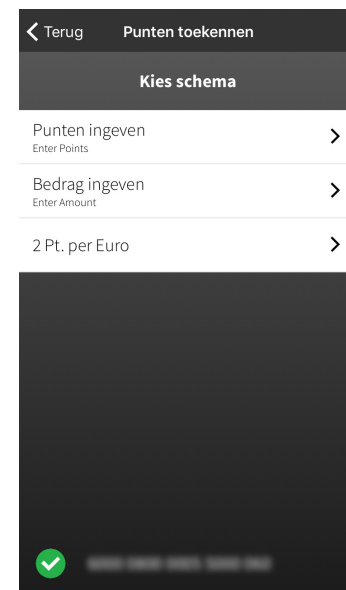 Terug Punten toekennen
Kies schema
Punten ingeven
Enter Points
Bedrag ingeven
Enter Amount
2 Pt. per Euro